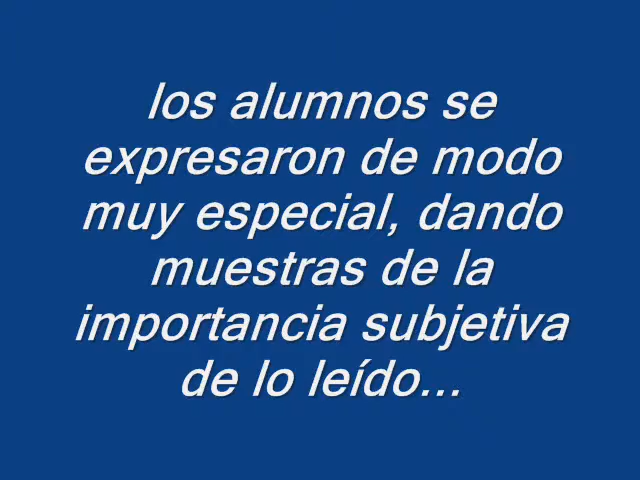 los alumnos se
expresaron de modo
muy especial, dando
muestras de la
importancia subjetiva
de lo leído...